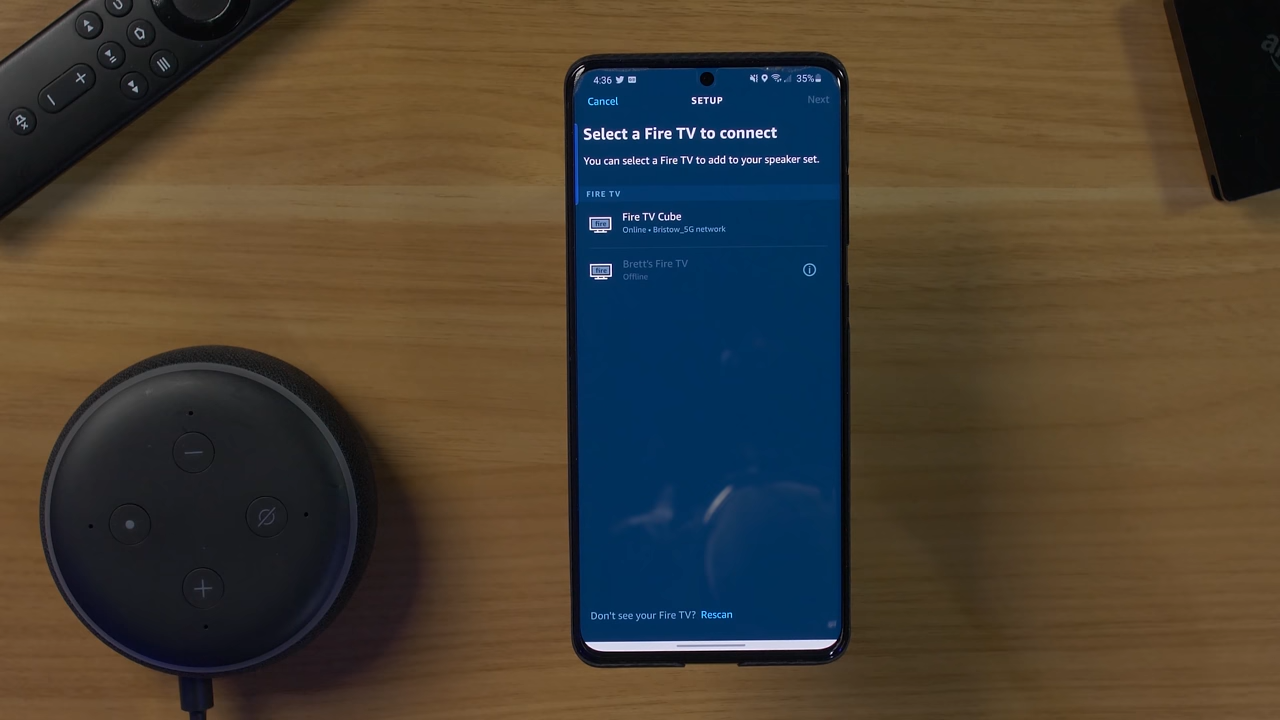 4:36
35%
Cancel
SETUP
Next
Select a Fire TV to connect
You can select a Fire TV to add to your speaker set.
FIRE TV
fire
Fire TV Cube
Online • Bristow_5G network
fire
Brett's Fire TV
Offline
Don't see your Fire TV? Rescan